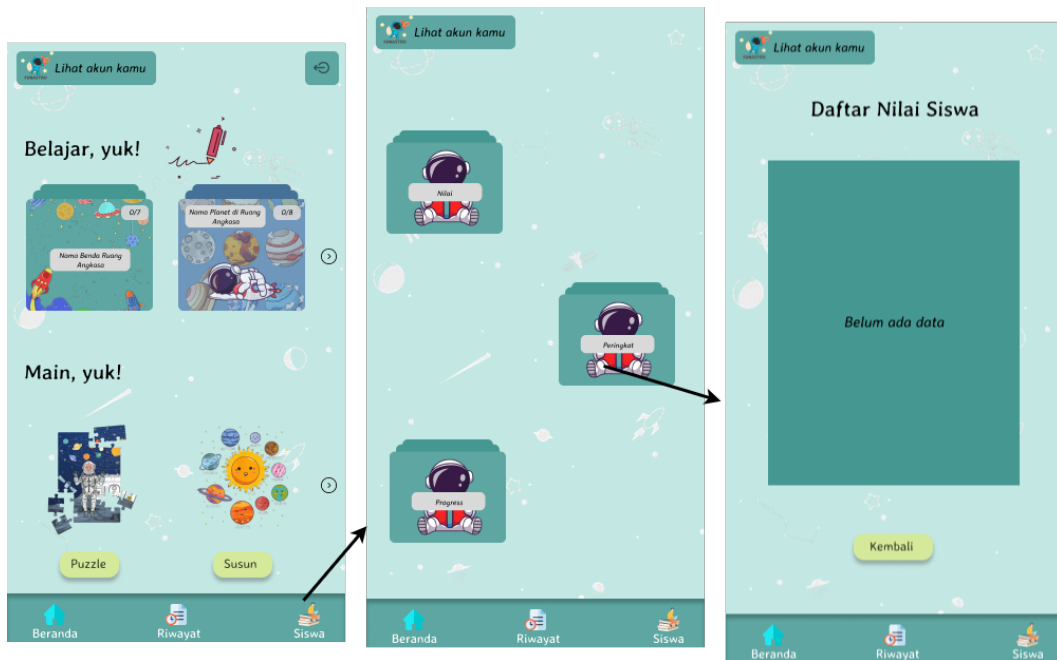 Lihat akun kamu
Belajar, yuk!
0/7
Nama Benda Ruang
Angkasa
Nama Planet di Ruang
Angkasa
0/8
Main, yuk!
Puzzle
Susun
Beranda
Riwayat
Siswa
Lihat akun kamu
Nilai
Peringkat
Progress
Beranda
Riwayat
Siswa
Lihat akun kamu
Daftar Nilai Siswa
Belum ada data
Kembali
Beranda
Riwayat
Siswa